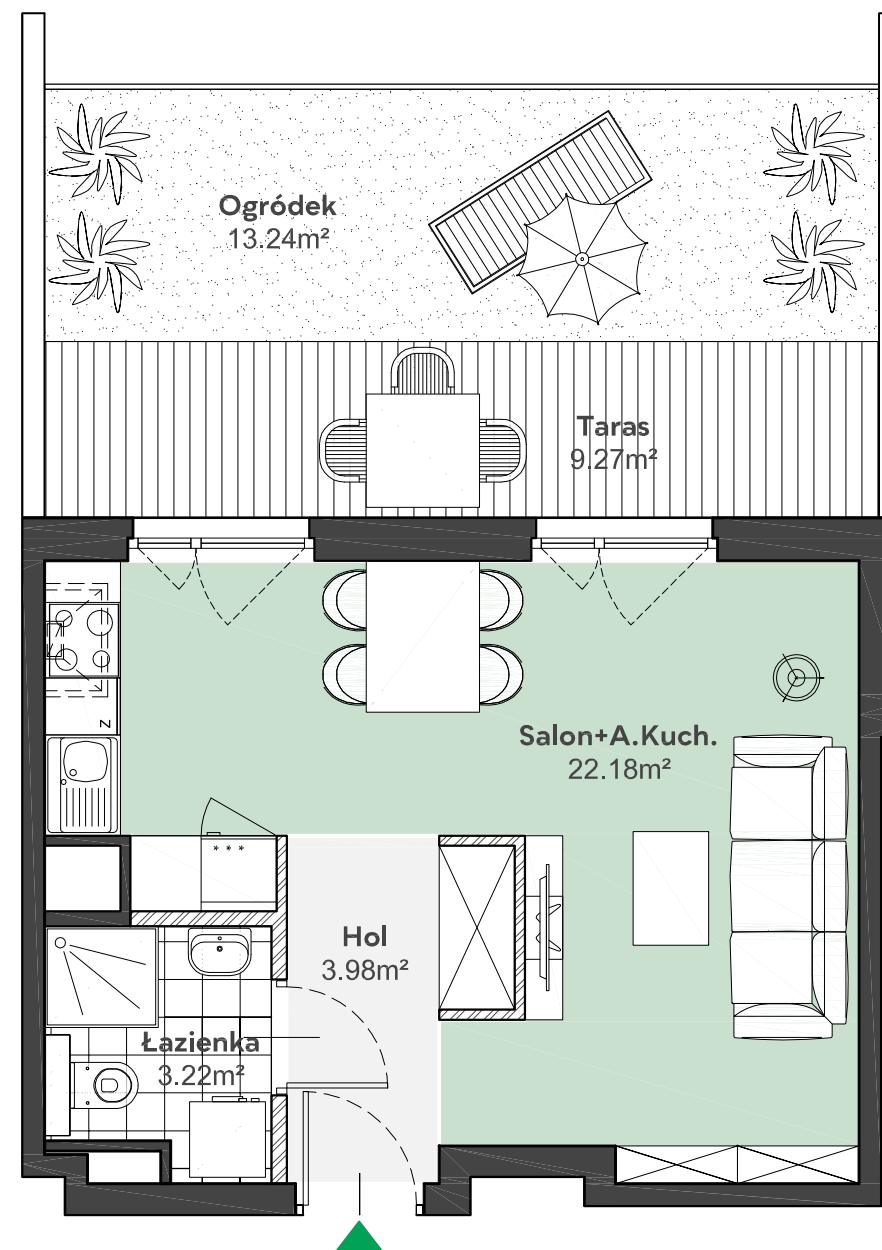 Ogródek
13.24m²
Taras
9.27m²
Salon+A.Kuch.
22.18m²
z
***
Hol
3.98m²
Łazienka
3.22m²